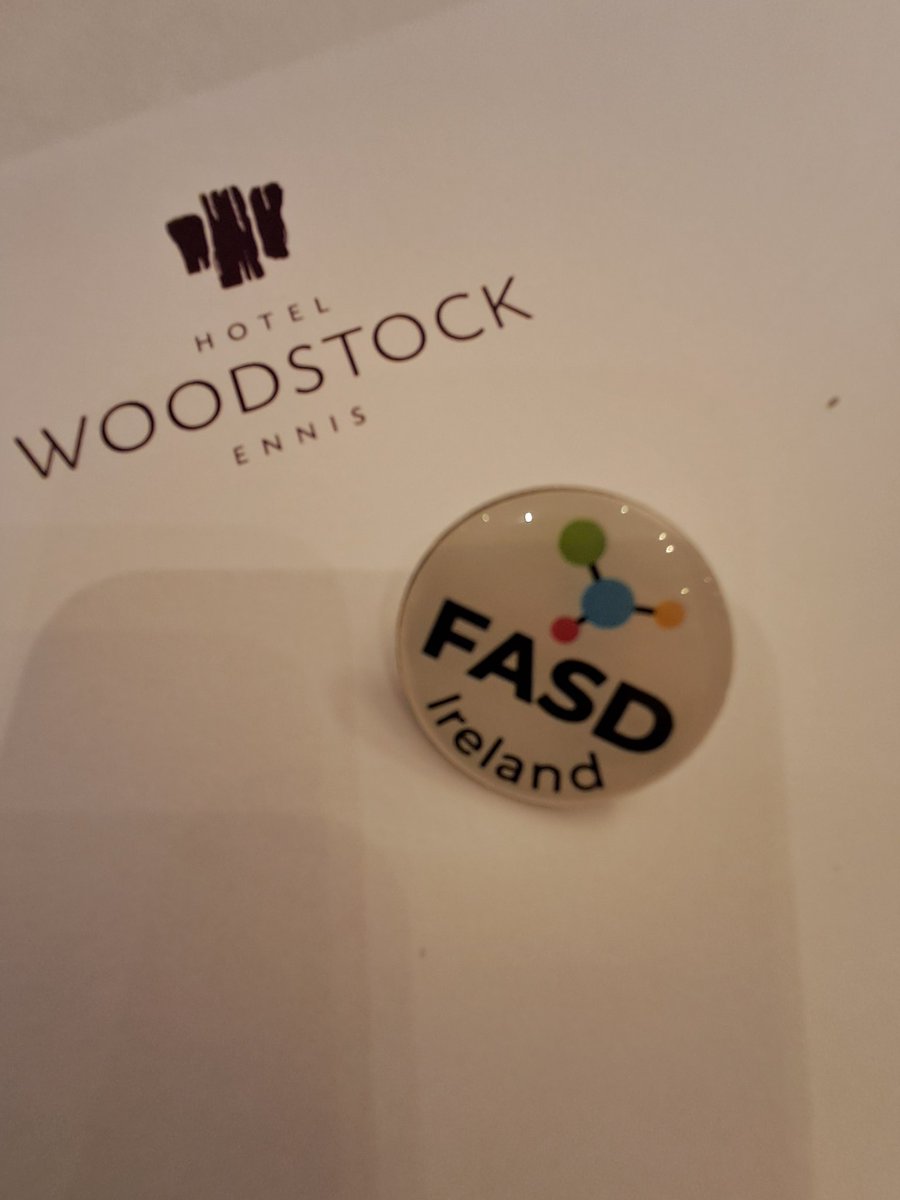 HOTEL
WOODSTOCK
ENNIS
FASD
Ireland